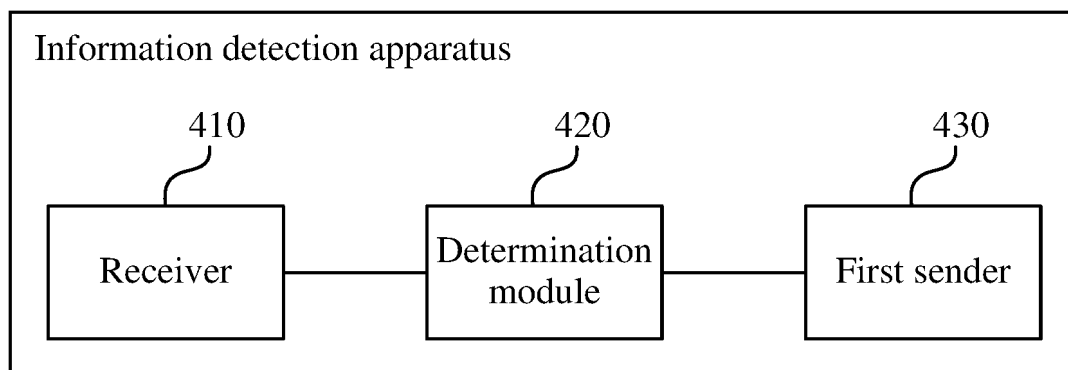 Information detection apparatus
410
420
430
Receiver
Determination
module
First sender